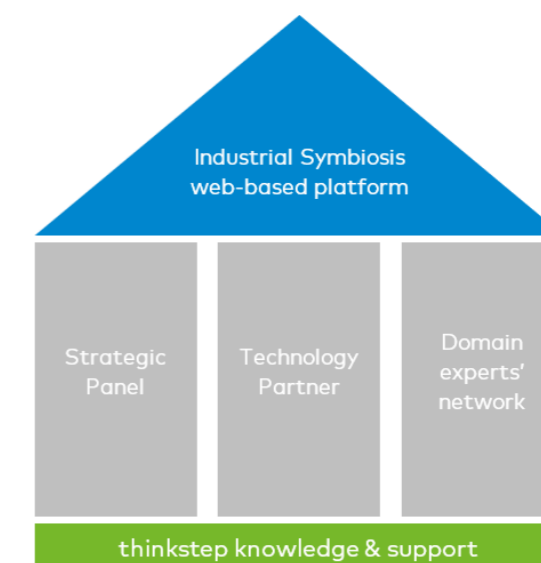 Industrial Symbiosis
web-based platform
Strategic
Panel
Technology
Partner
Domain
experts’
network
thinkstep knowledge & support